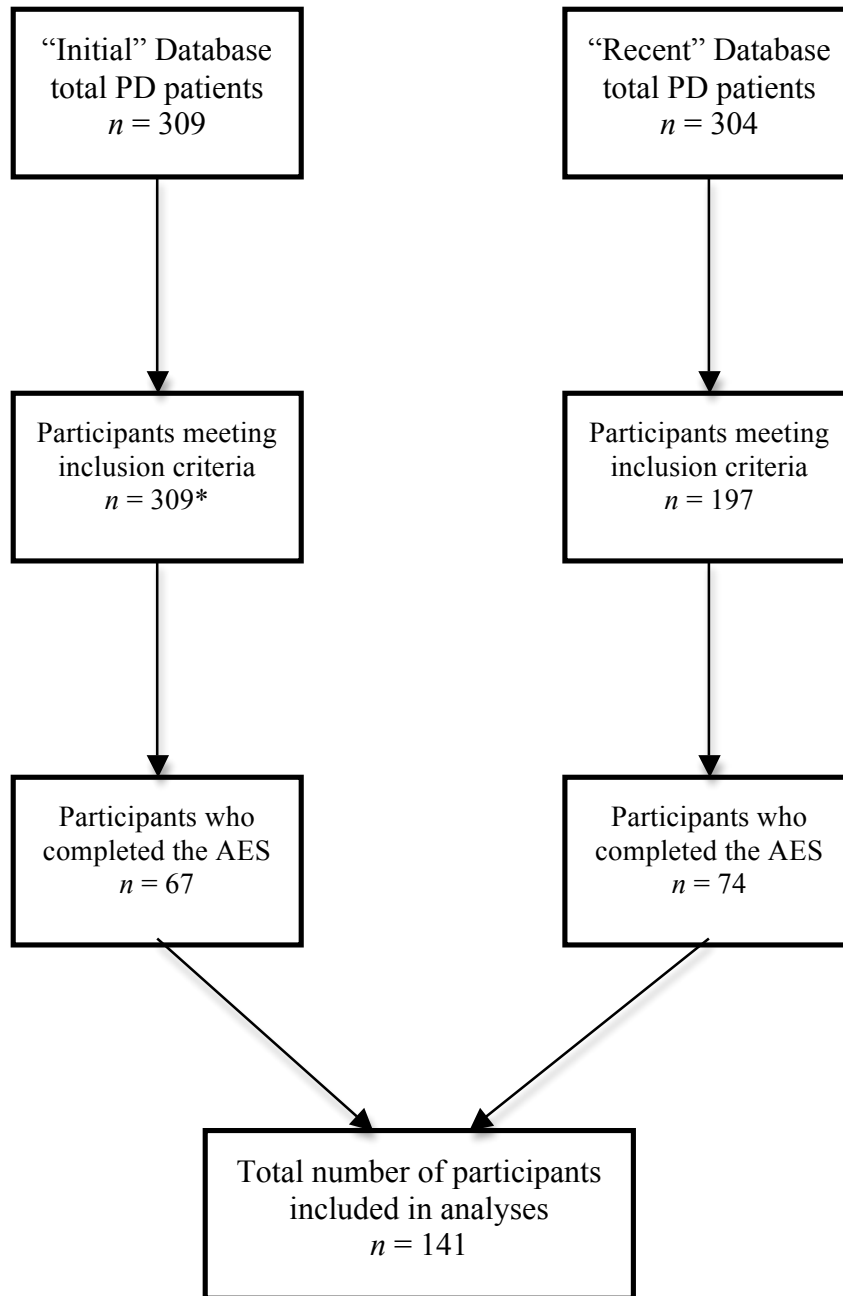 “Initial” Database
total PD patients
n = 309
“Recent” Database
total PD patients
n = 304
Participants meeting
inclusion criteria
n = 309*
Participants meeting
inclusion criteria
n = 197
Participants who
completed the AES
n = 67
Participants who
completed the AES
n = 74
Total number of participants
included in analyses
n = 141